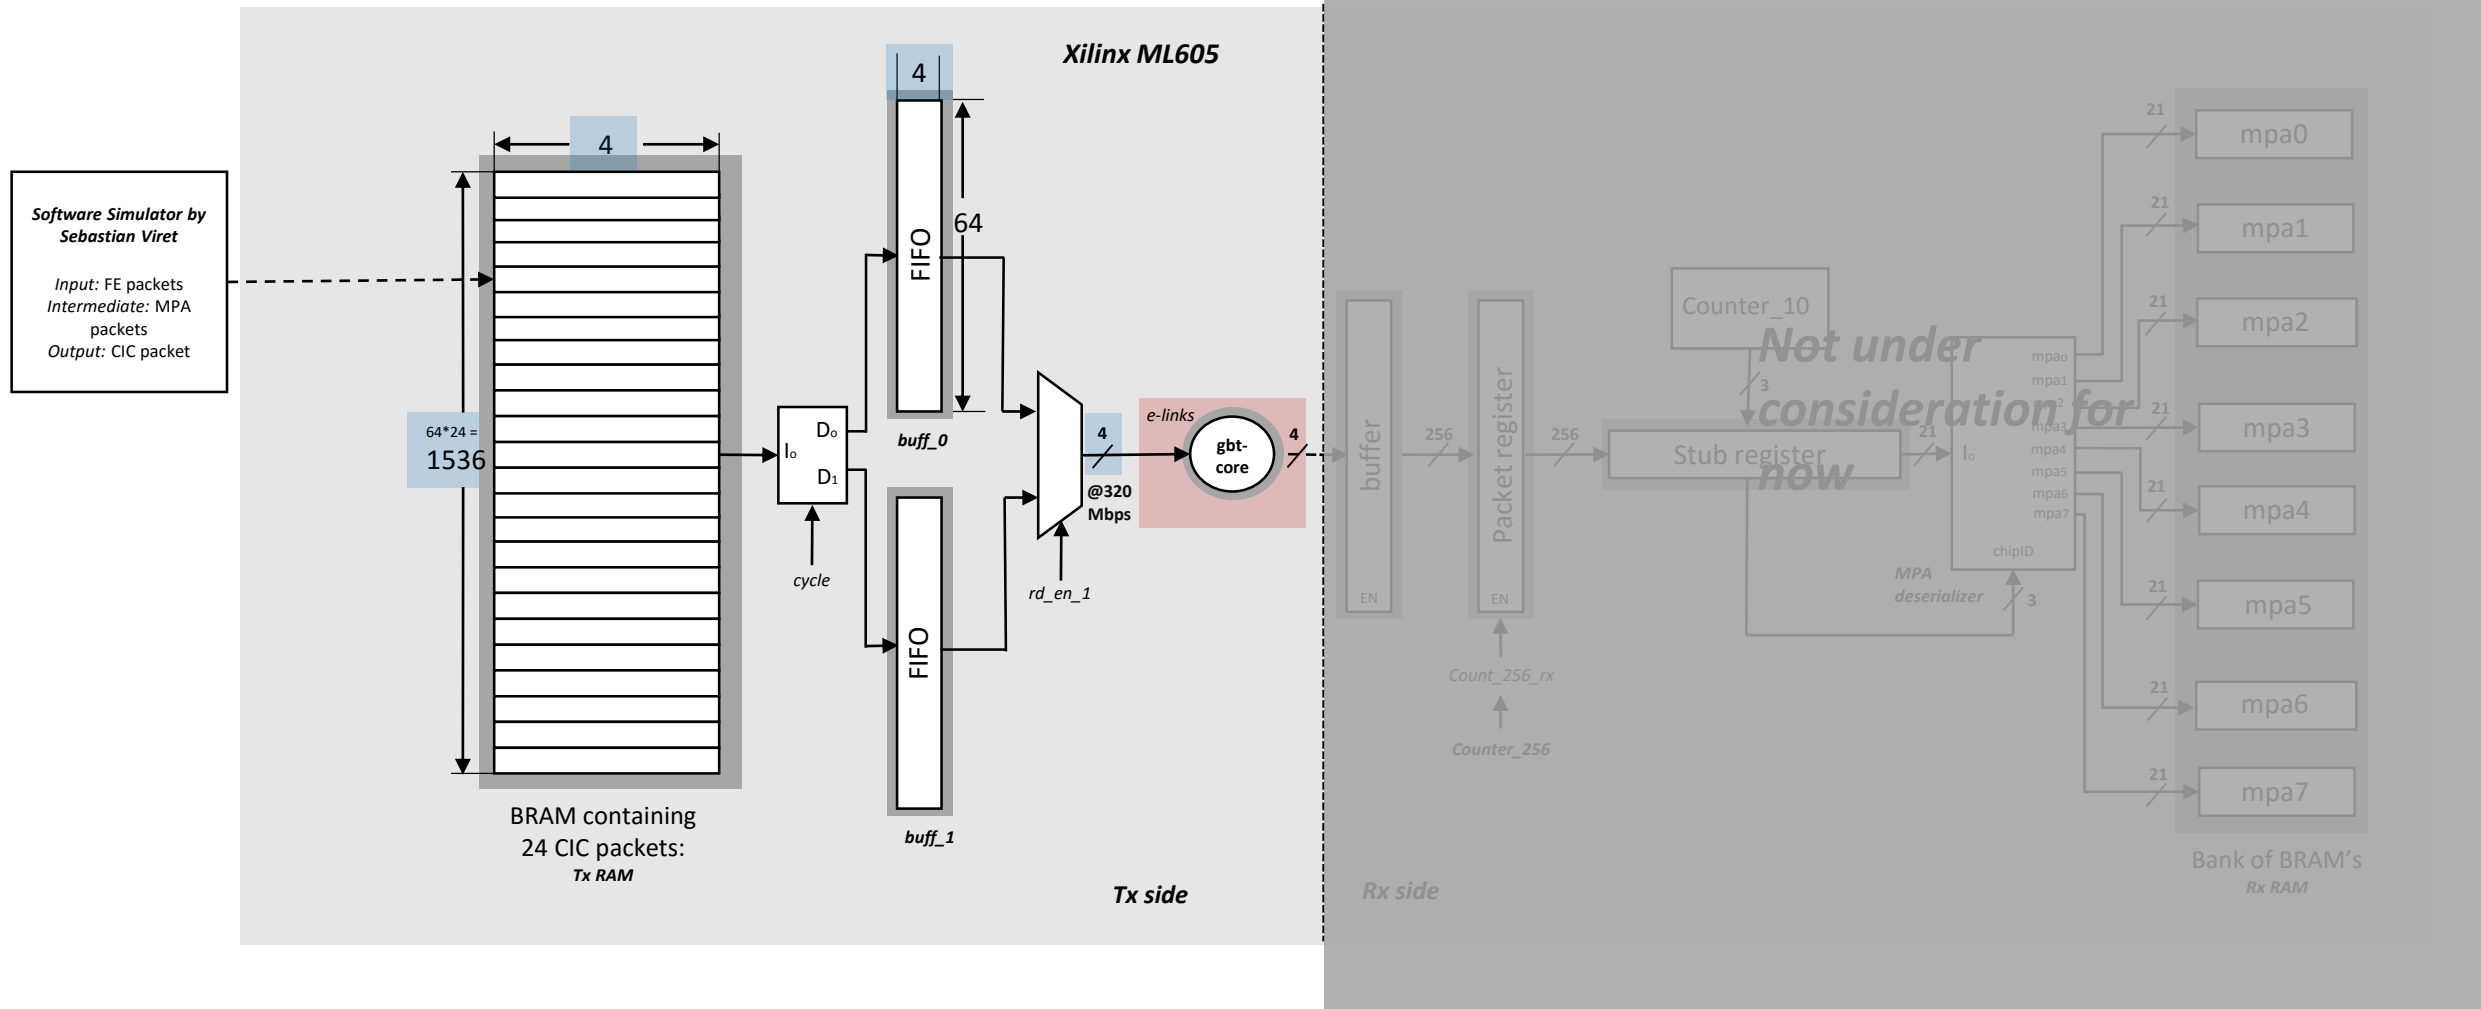 Xilinx ML605
Software Simulator by
Sebastian Viret
Input: FE packets
Intermediate: MPA
packets
Output: CIC packet
4
64*24 =
1536
BRAM containing
24 CIC packets:
Tx RAM
I₀
D₀
D₁
cycle
4
64
FIFO
buff_0
FIFO
buff_1
rd_en_1
4
@320
Mbps
e-links
gbt-
core
4
Tx side
Rx side
Not under
consideration for
now
buffer
EN
256
Packet register
EN
Count_256_rx
Counter_256
256
Counter_10
3
Stub register
21
I₀
mpa₀
mpa1
mpa2
mpa3
mpa4
mpa5
mpa6
mpa7
chipID
MPA
deserializer
3
21
mpa0
21
mpa1
21
mpa2
21
mpa3
21
mpa4
21
mpa5
21
mpa6
21
mpa7
Bank of BRAM’s
Rx RAM